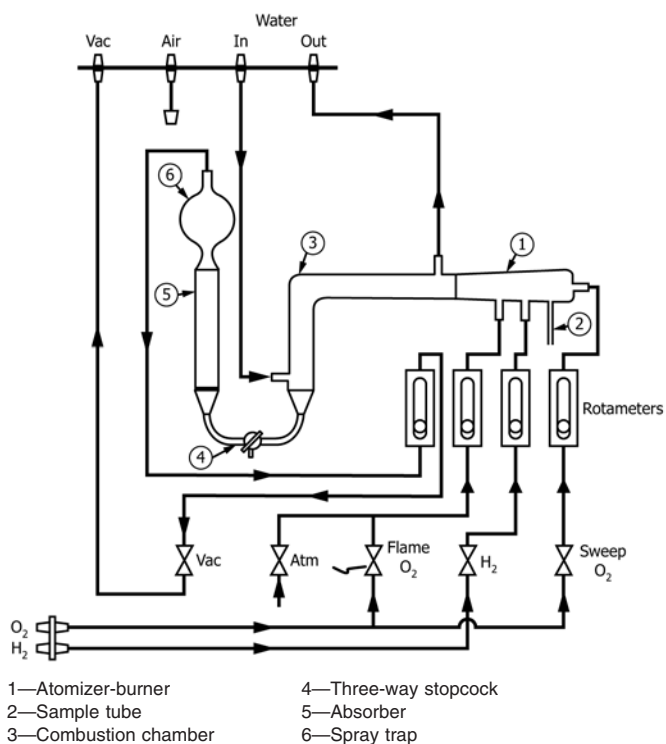 Water
Vac Air In Out
6
3
1
5
2
Rotameters
4
Vac
Atm
Flame
O2
H2
Sweep
O2
O2
H2
1—Atomizer-burner
2—Sample tube
3—Combustion chamber
4—Three-way stopcock
5—Absorber
6—Spray trap